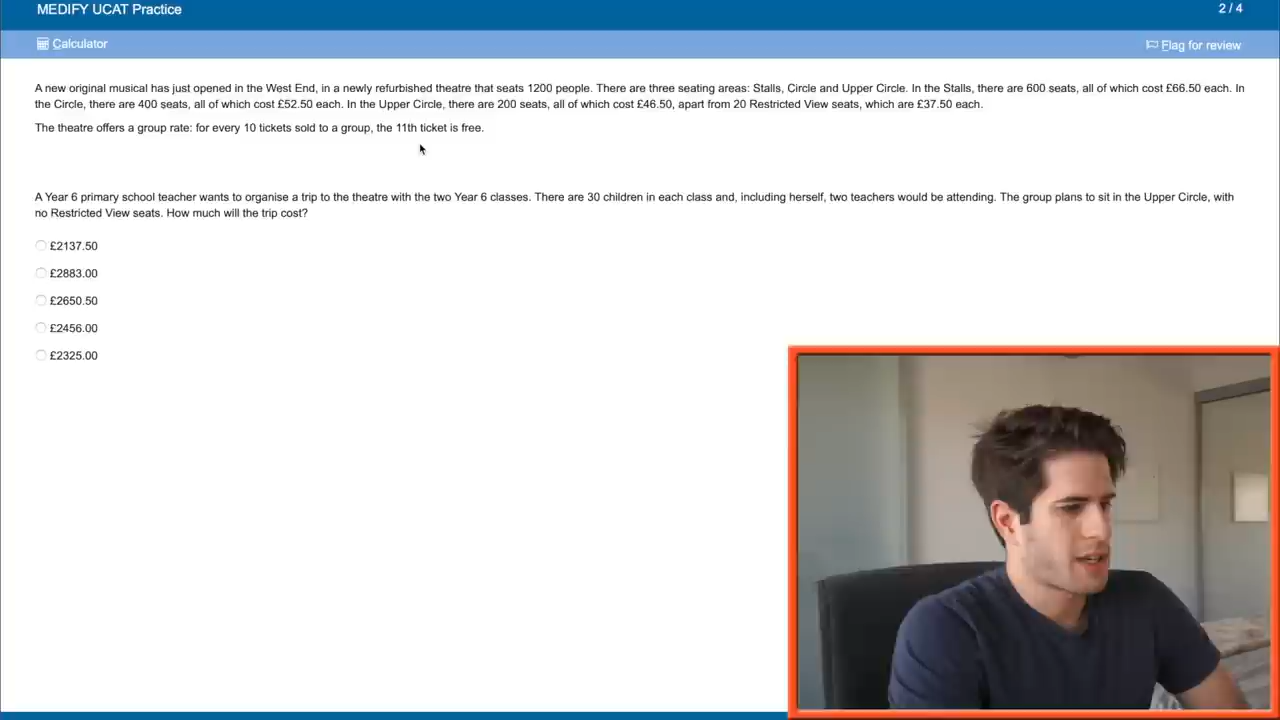 MEDIFY UCAT Practice
2 / 4
Calculator
Flag for review
A new original musical has just opened in the West End, in a newly refurbished theatre that seats 1200 people. There are three seating areas: Stalls, Circle and Upper Circle. In the Stalls, there are 600 seats, all of which cost £66.50 each. In
the Circle, there are 400 seats, all of which cost £52.50 each. In the Upper Circle, there are 200 seats, all of which cost £46.50, apart from 20 Restricted View seats, which are £37.50 each.
The theatre offers a group rate: for every 10 tickets sold to a group, the 11th ticket is free.
A Year 6 primary school teacher wants to organise a trip to the theatre with the two Year 6 classes. There are 30 children in each class and, including herself, two teachers would be attending. The group plans to sit in the Upper Circle, with
no Restricted View seats. How much will the trip cost?
£2137.50
£2883.00
£2650.50
£2456.00
£2325.00